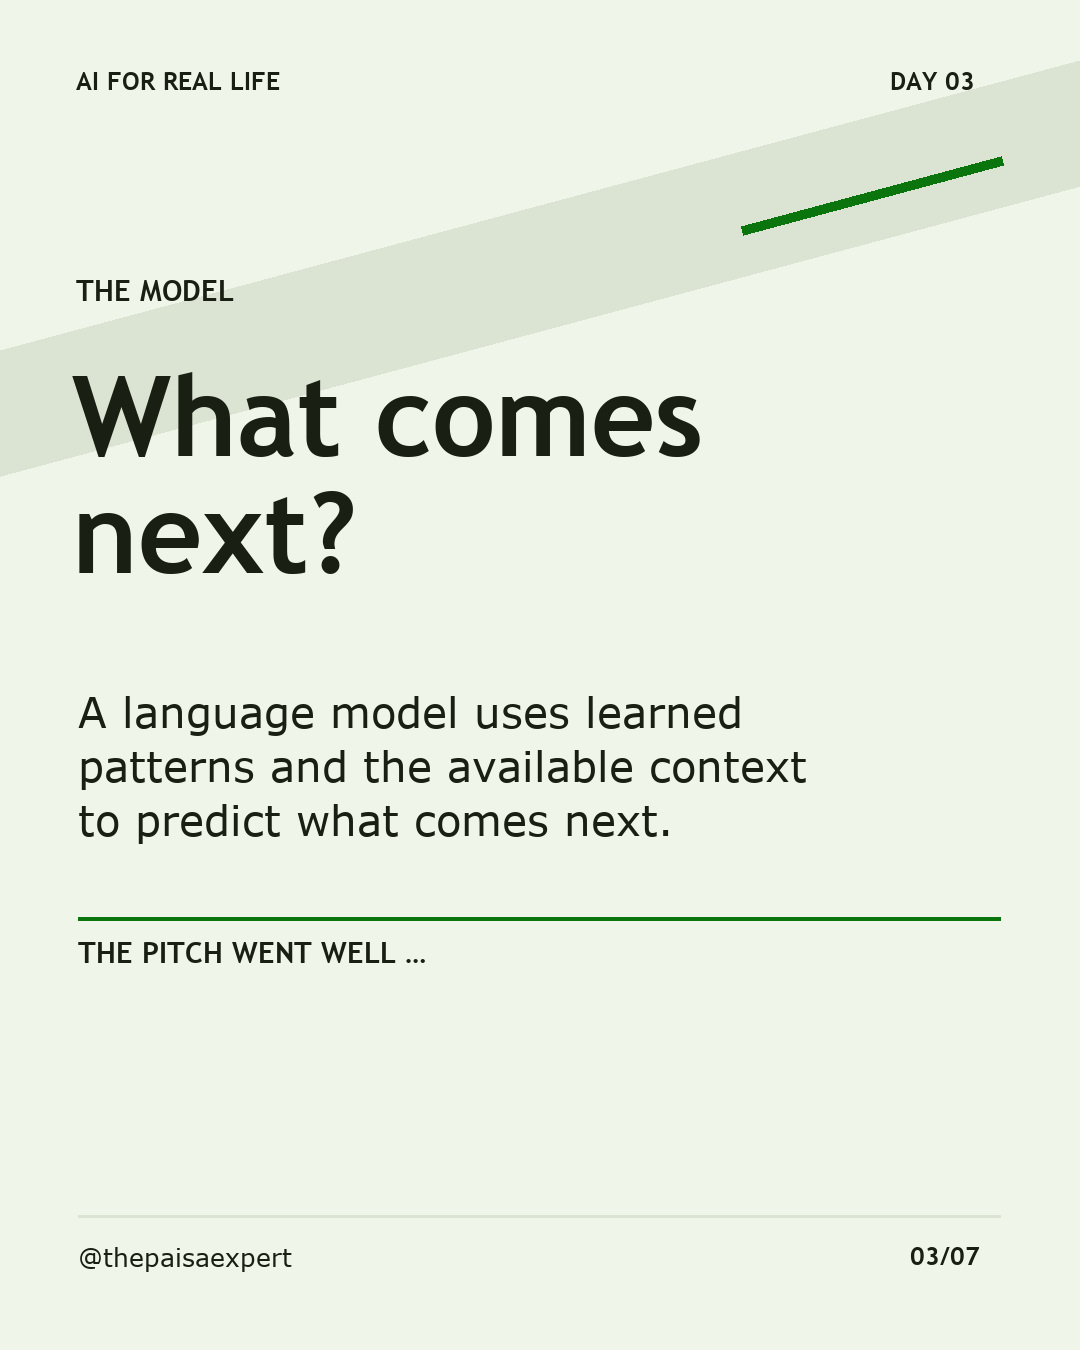 AI FOR REAL LIFE
DAY 03
THE MODEL
What comes
next?
A language model uses learned
patterns and the available context
to predict what comes next.
THE PITCH WENT WELL ...
@thepaisaexpert
03/07